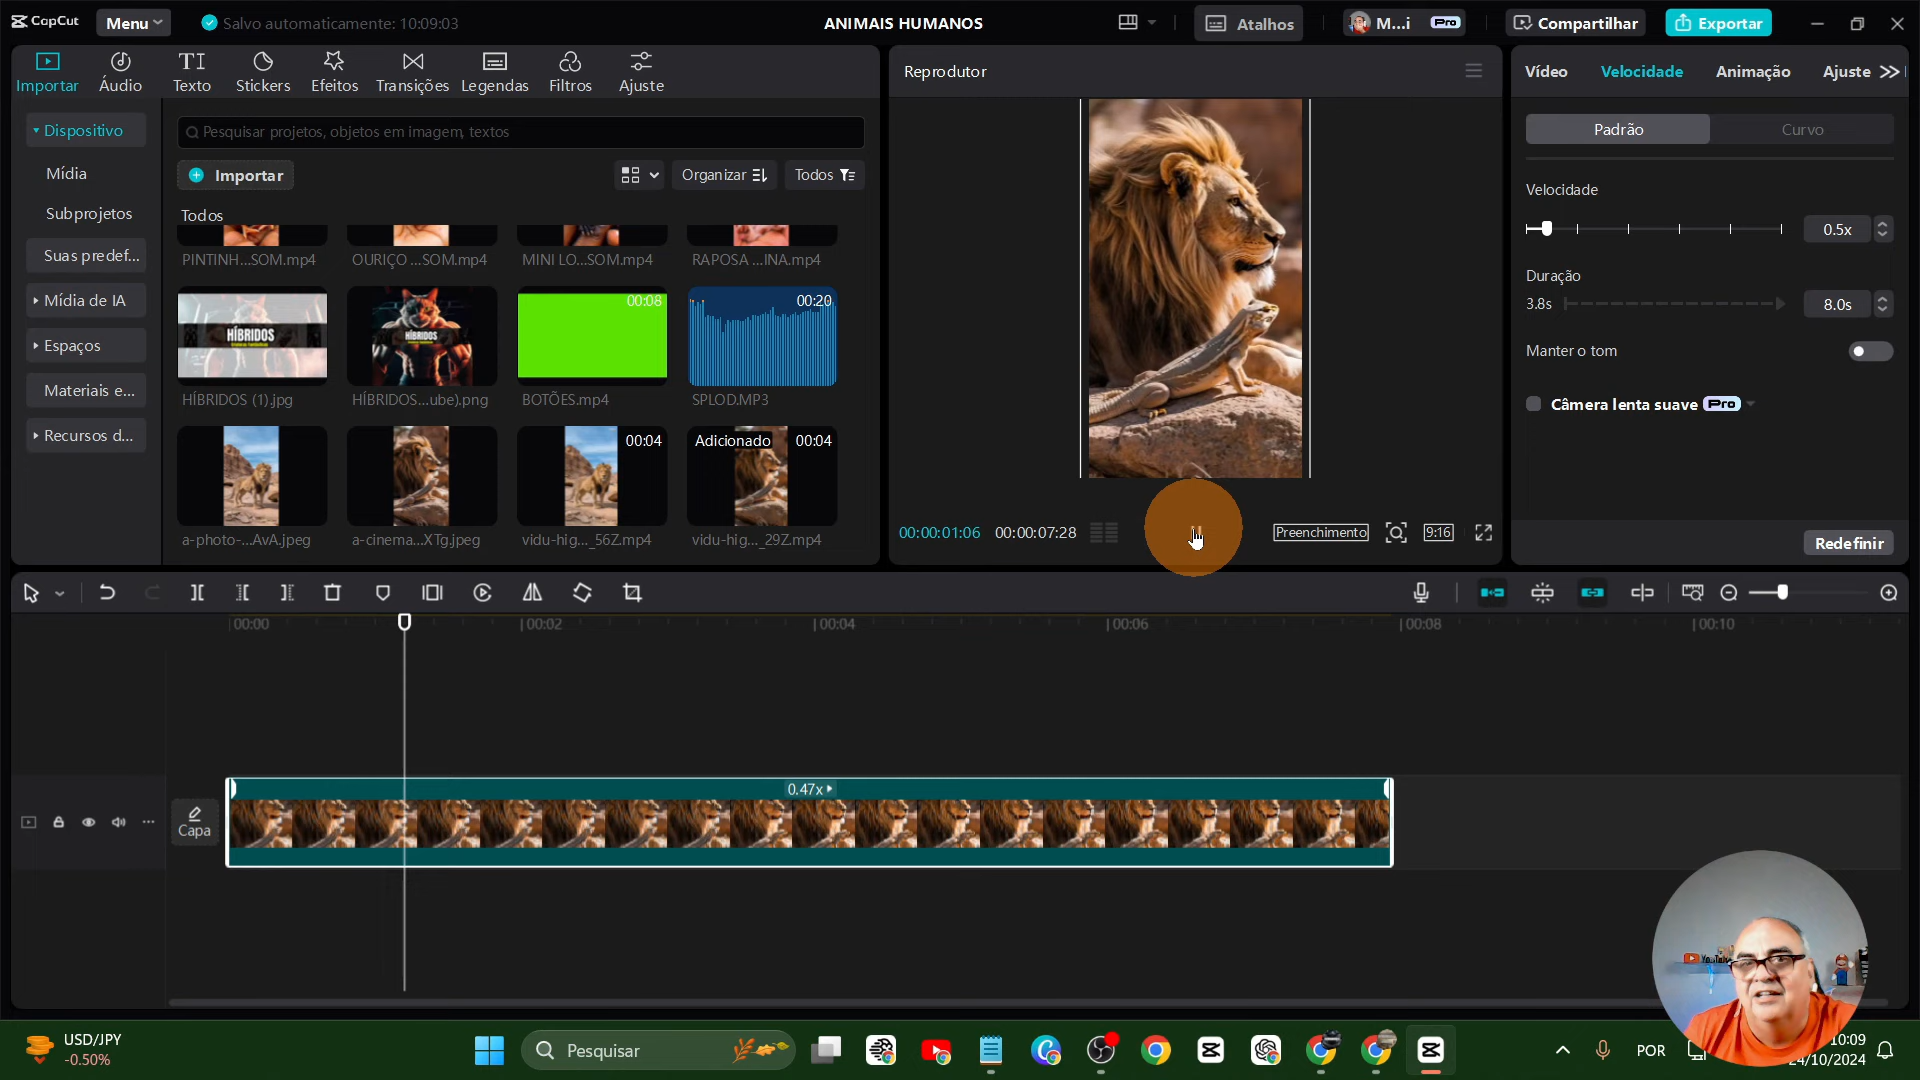 CapCut
Menu
Salvo automaticamente: 10:09:03
ANIMAIS HUMANOS
Atalhos
M...i
Pro
Compartilhar
Exportar
Importar
Áudio
Texto
Stickers
Efeitos
Transições
Legendas
Filtros
Ajuste
Reprodutor
Vídeo
Velocidade
Animação
Ajuste
Dispositivo
Mídia
Subprojetos
Suas predef...
Mídia de IA
Espaços
Materiais e...
Recursos d...
Pesquisar projetos, objetos em imagem, textos
Importar
Organizar
Todos
Todos
PINTINH...SOM.mp4
OURIÇO ...SOM.mp4
MINI LO...SOM.mp4
RAPOSA ...INA.mp4
HÍBRIDOS
00:08
00:20
HÍBRIDOS
HÍBRIDOS (1).jpg
HÍBRIDOS...ube).png
BOTÕES.mp4
SPLOD.MP3
00:04
Adicionado
00:04
a-photo-...AvA.jpeg
a-cinema...XTg.jpeg
vidu-hig..._56Z.mp4
vidu-hig..._29Z.mp4
00:00:01:06
00:00:07:28
Preenchimento
9:16
Padrão
Curvo
Velocidade
0.5x
Duração
3.8s
8.0s
Manter o tom
Câmera lenta suave
Pro
Redefinir
00:00
00:02
00:04
00:06
00:08
00:10
0.47x
Capa
USD/JPY
-0.50%
Pesquisar
POR
10:09
24/10/2024